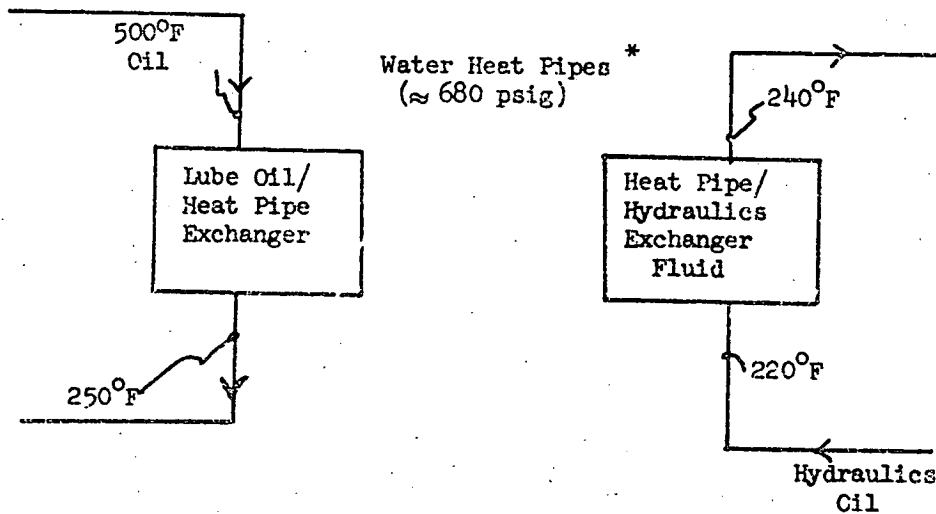 500°F
Oil
Water Heat Pipes *
(≈ 680 psig)
240°F
Lube Oil/
Heat Pipe
Exchanger
Heat Pipe/
Hydraulics
Exchanger
Fluid
250°F
220°F
Hydraulics
Oil